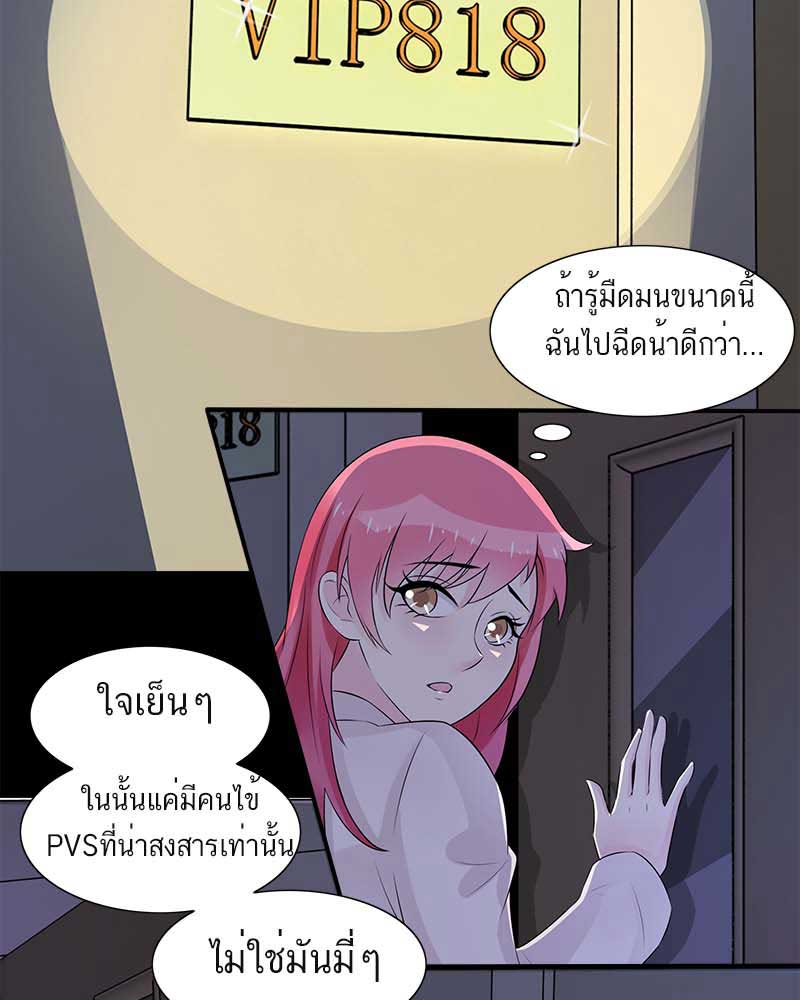 VIP818
ถ้ารู้มืดมนขนาดนี้
ฉันไปฉีดน้าดีกว่า...
818
ใจเย็นๆ
ในนั้นแค่มีคนไข้
PVSที่น่าสงสารเท่านั้น
ไม่ใช่มันมี่ๆ